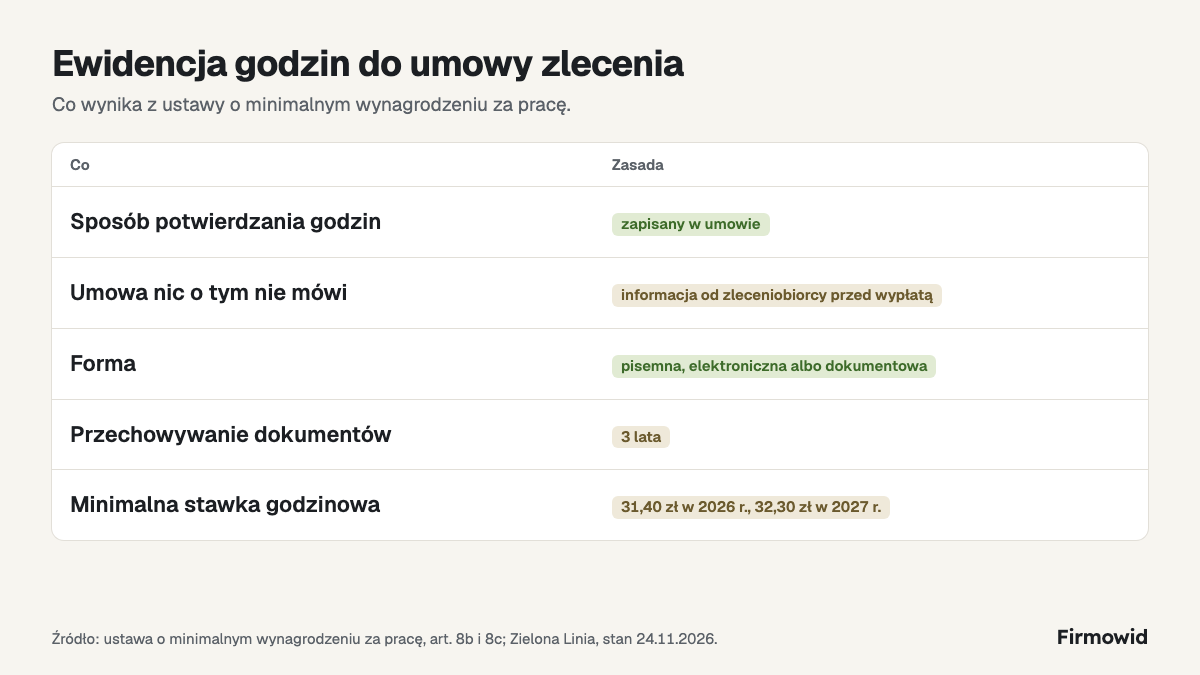 Ewidencja godzin do umowy zlecenia
Co wynika z ustawy o minimalnym wynagrodzeniu za pracę.
Co Zasada
Sposób potwierdzania godzin zapisany w umowie
Umowa nic o tym nie mówi informacja od zleceniobiorcy przed wypłatą
Forma pisemna, elektroniczna albo dokumentowa
Przechowywanie dokumentów 3 lata
Minimalna stawka godzinowa 31,40 zł w 2026 r., 32,30 zł w 2027 r.
Źródło: ustawa o minimalnym wynagrodzeniu za pracę, art. 8b i 8c; Zielona Linia, stan 24.11.2026.
Firmowid